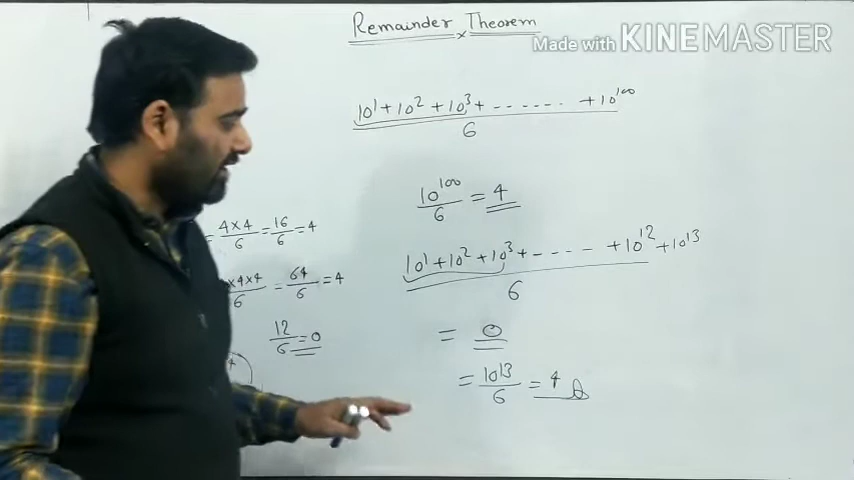 Remainder Theorem
Made with KINEMASTER
10¹ + 10² + 10³ + - - - - - - + 10¹⁰⁰
6
10¹⁰⁰/6 = 4
4×4/6 = 16/6 = 4
10¹ + 10² + 10³ + - - - - - + 10¹² + 10¹³
6
×4×4/6 = 64/6 = 4
12/6 = 0
= 0
= 10¹³/6 = 4